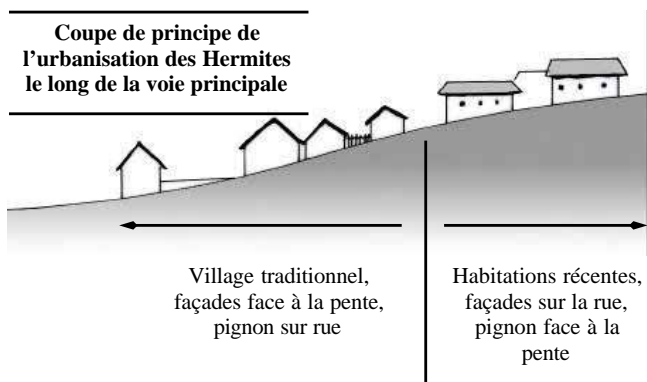 Coupe de principe de
l'urbanisation des Hermites
le long de la voie principale
Village traditionnel,
façades face à la pente,
pignon sur rue
Habitations récentes,
façades sur la rue,
pignon face à la
pente